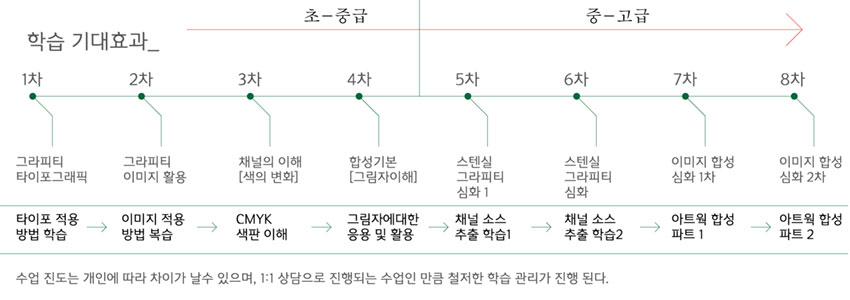 초-중급
중-고급
학습 기대효과_
1차
2차
3차
4차
5차
6차
7차
8차
그라피티
타이포그래픽
그라피티
이미지 활용
채널의 이해
[색의 변화]
합성기본
[그림자이해]
스텐실
그라피티
심화 1
스텐실
그라피티
심화
이미지 합성
심화 1차
이미지 합성
심화 2차
타이포 적용
방법 학습
이미지 적용
방법 복습
CMYK
색판 이해
그림자에대한
응용 및 활용
채널 소스
추출 학습1
채널 소스
추출 학습2
아트웍 합성
파트 1
아트웍 합성
파트 2
수업 진도는 개인에 따라 차이가 날수 있으며, 1:1 상담으로 진행되는 수업인 만큼 철저한 학습 관리가 진행 된다.